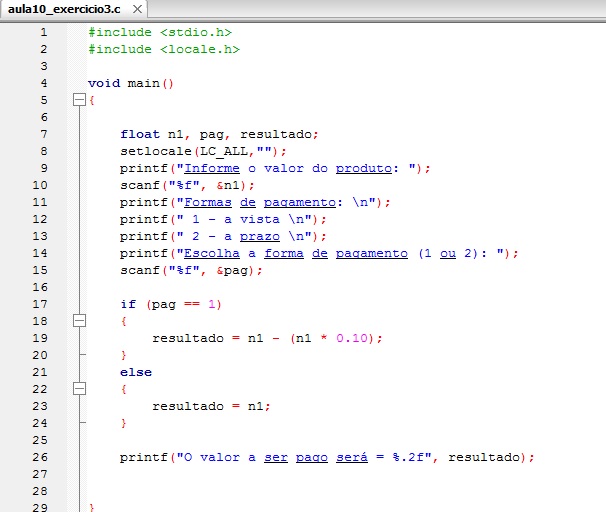 aula10_exercicio3.c
1 #include <stdio.h>
2 #include <locale.h>
3
4 void main()
5 {
6
7 float n1, pag, resultado;
8 setlocale(LC_ALL,"");
9 printf("Informe o valor do produto: ");
10 scanf("%f", &n1);
11 printf("Formas de pagamento: \n");
12 printf(" 1 - a vista \n");
13 printf(" 2 - a prazo \n");
14 printf("Escolha a forma de pagamento (1 ou 2): ");
15 scanf("%f", &pag);
16
17 if (pag == 1)
18 {
19 resultado = n1 - (n1 * 0.10);
20 }
21 else
22 {
23 resultado = n1;
24 }
25
26 printf("O valor a ser pago será = %.2f", resultado);
27
28
29 }